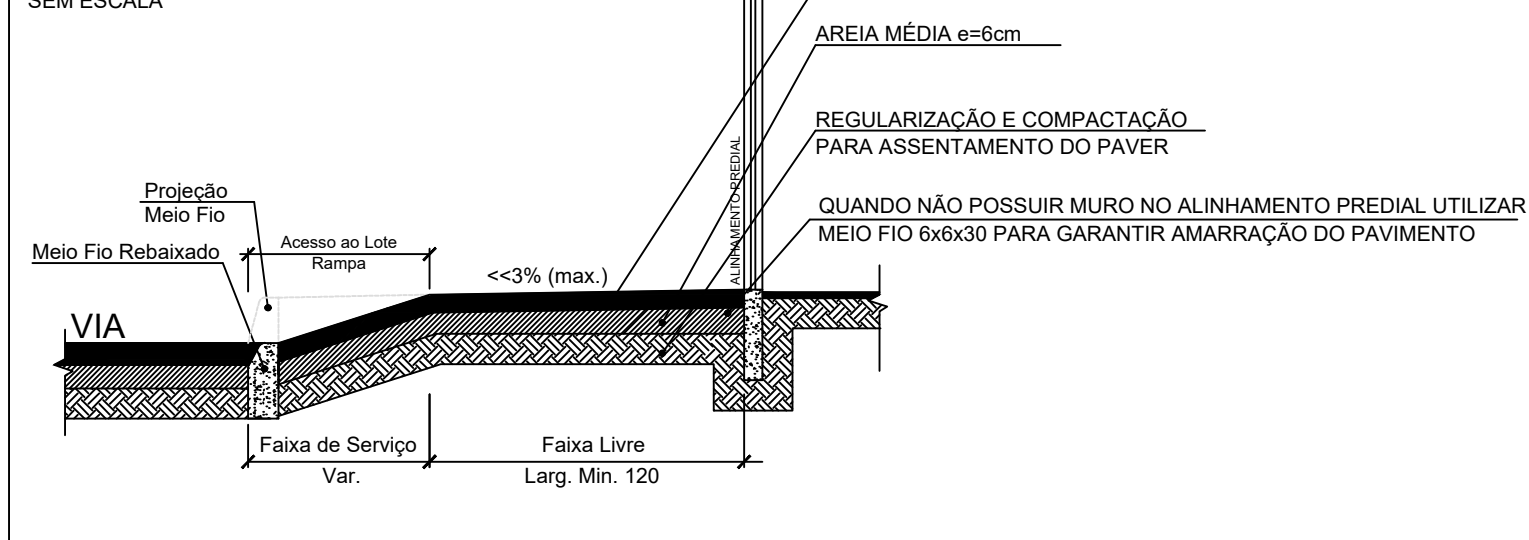 SEM ESCALA
AREIA MÉDIA e=6cm
REGULARIZAÇÃO E COMPACTAÇÃO
PARA ASSENTAMENTO DO PAVER
QUANDO NÃO POSSUIR MURO NO ALINHAMENTO PREDIAL UTILIZAR
MEIO FIO 6x6x30 PARA GARANTIR AMARRAÇÃO DO PAVIMENTO
ALINHAMENTO PREDIAL
Projeção
Meio Fio
Meio Fio Rebaixado
Acesso ao Lote
Rampa
<<3% (max.)
VIA
Faixa de Serviço
Var.
Faixa Livre
Larg. Min. 120